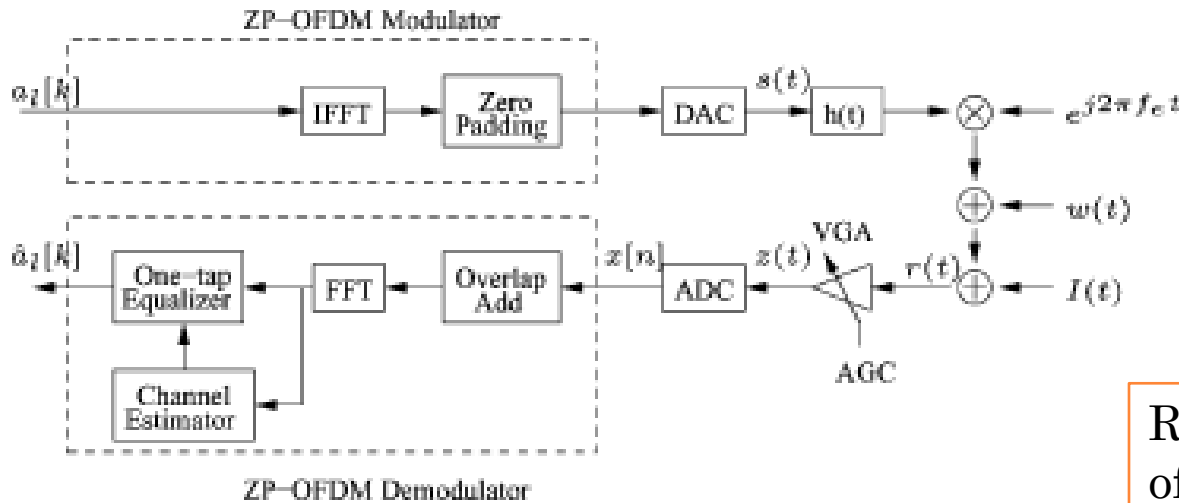 ZP–OFDM Modulator
a_l[k]
IFFT
Zero
Padding
DAC
s(t)
h(t)
e^{j2πf_c t}
w(t)
I(t)
r(t)
VGA
AGC
z(t)
ADC
z[n]
Overlap
Add
FFT
One–tap
Equalizer
Channel
Estimator
â_l[k]
ZP–OFDM Demodulator
R
of